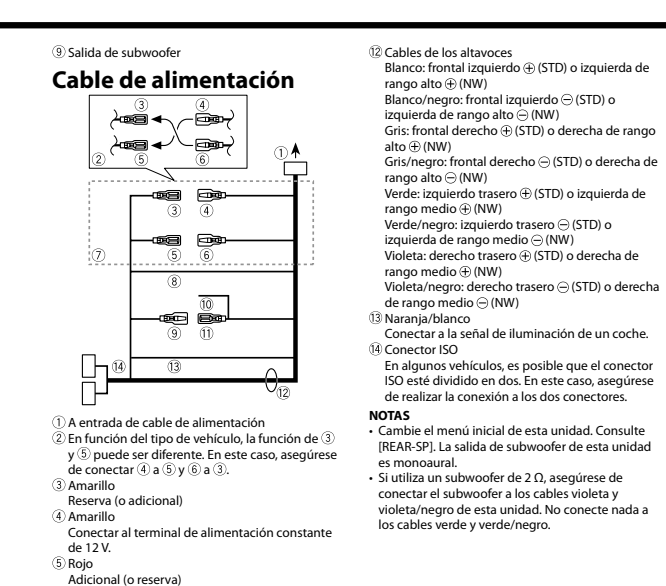 ⑨ Salida de subwoofer
Cable de alimentación
③ ④
② ⑤ ⑥
①
③ ④
⑤ ⑥
⑦
⑧
⑩
⑨ ⑪
⑭ ⑬
⑫
① A entrada de cable de alimentación
② En función del tipo de vehículo, la función de ③
y ⑤ puede ser diferente. En este caso, asegúrese
de conectar ④ a ⑤ y ⑥ a ③.
③ Amarillo
Reserva (o adicional)
④ Amarillo
Conectar al terminal de alimentación constante
de 12 V.
⑤ Rojo
Adicional (o reserva)
⑫ Cables de los altavoces
Blanco: frontal izquierdo ⊕ (STD) o izquierda de
rango alto ⊕ (NW)
Blanco/negro: frontal izquierdo ⊖ (STD) o
izquierda de rango alto ⊖ (NW)
Gris: frontal derecho ⊕ (STD) o derecha de rango
alto ⊕ (NW)
Gris/negro: frontal derecho ⊖ (STD) o derecha de
rango alto ⊖ (NW)
Verde: izquierdo trasero ⊕ (STD) o izquierda de
rango medio ⊕ (NW)
Verde/negro: izquierdo trasero ⊖ (STD) o
izquierda de rango medio ⊖ (NW)
Violeta: derecho trasero ⊕ (STD) o derecha de
rango medio ⊕ (NW)
Violeta/negro: derecho trasero ⊖ (STD) o derecha
de rango medio ⊖ (NW)
⑬ Naranja/blanco
Conectar a la señal de iluminación de un coche.
⑭ Conector ISO
En algunos vehículos, es posible que el conector
ISO esté dividido en dos. En este caso, asegúrese
de realizar la conexión a los dos conectores.
NOTAS
• Cambie el menú inicial de esta unidad. Consulte
[REAR-SP]. La salida de subwoofer de esta unidad
es monoaural.
• Si utiliza un subwoofer de 2 Ω, asegúrese de
conectar el subwoofer a los cables violeta y
violeta/negro de esta unidad. No conecte nada a
los cables verde y verde/negro.